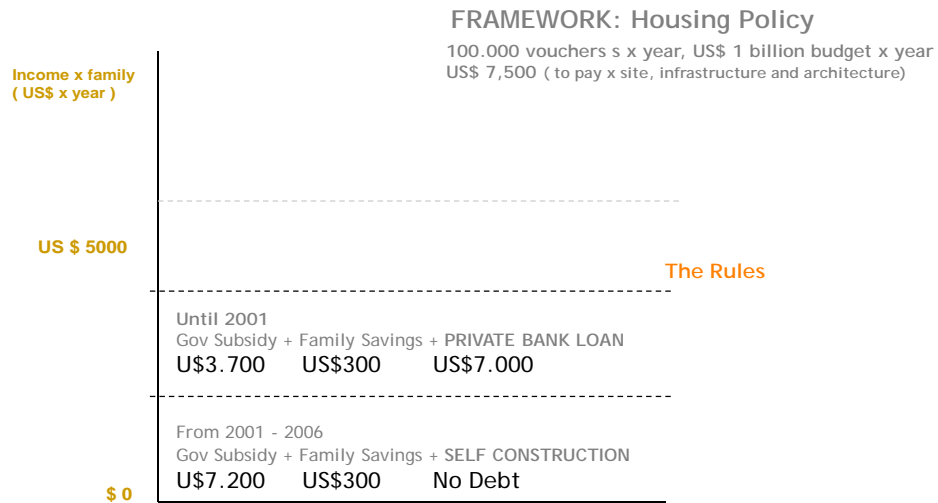 FRAMEWORK: Housing Policy
100.000 vouchers s x year, US$ 1 billion budget x year
US$ 7,500 ( to pay x site, infrastructure and architecture)
Income x family
( US$ x year )
US $ 5000
The Rules
Until 2001
Gov Subsidy + Family Savings + PRIVATE BANK LOAN
U$3.700 US$300 US$7.000
From 2001 - 2006
Gov Subsidy + Family Savings + SELF CONSTRUCTION
U$7.200 US$300 No Debt
$ 0